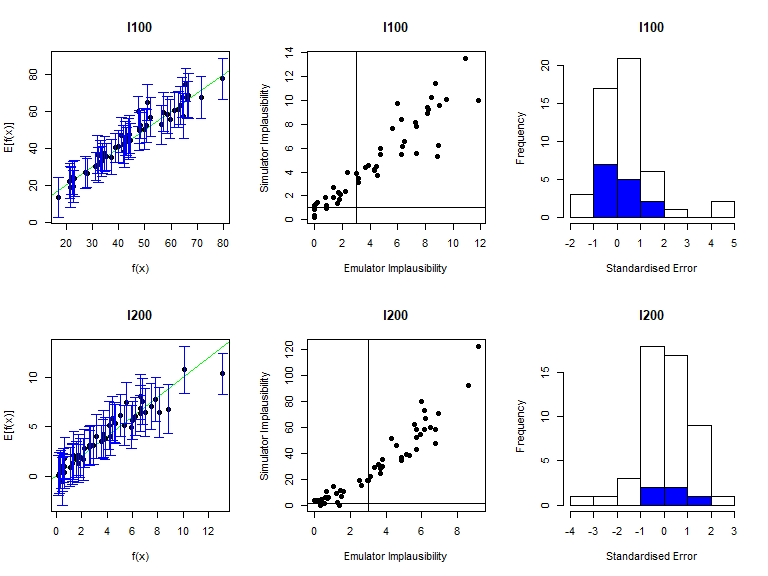 I100 I100 I100
E[f(x)]
80
60
40
20
0
20 30 40 50 60 70 80
f(x)
Simulator Implausibility
14
12
10
8
6
4
2
0
0 2 4 6 8 10 12
Emulator Implausibility
Frequency
20
15
10
5
0
-2 -1 0 1 2 3 4 5
Standardised Error
I200 I200 I200
E[f(x)]
10
5
0
0 2 4 6 8 10 12
f(x)
Simulator Implausibility
120
100
80
60
40
20
0
0 2 4 6 8
Emulator Implausibility
Frequency
15
10
5
0
-4 -3 -2 -1 0 1 2 3
Standardised Error